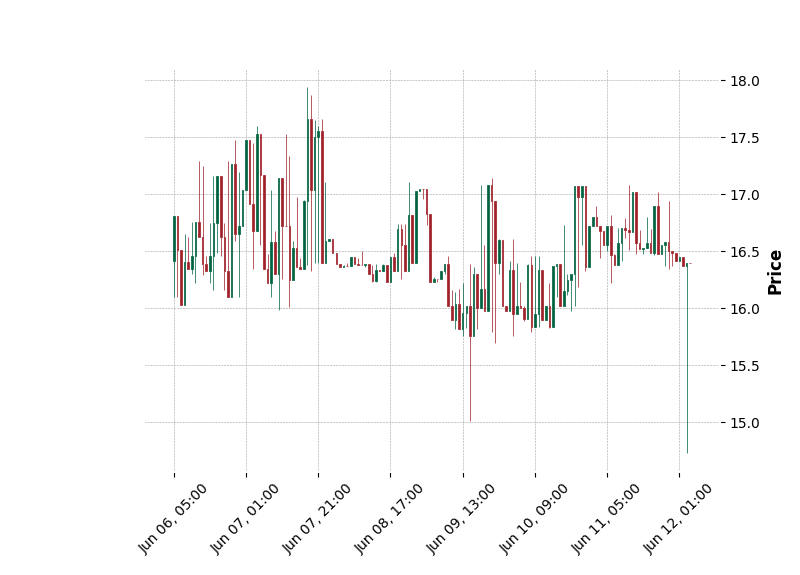 18.0
17.5
17.0
16.5
16.0
15.5
15.0
Price
Jun 06, 05:00
Jun 07, 01:00
Jun 07, 21:00
Jun 08, 17:00
Jun 09, 13:00
Jun 10, 09:00
Jun 11, 05:00
Jun 12, 01:00